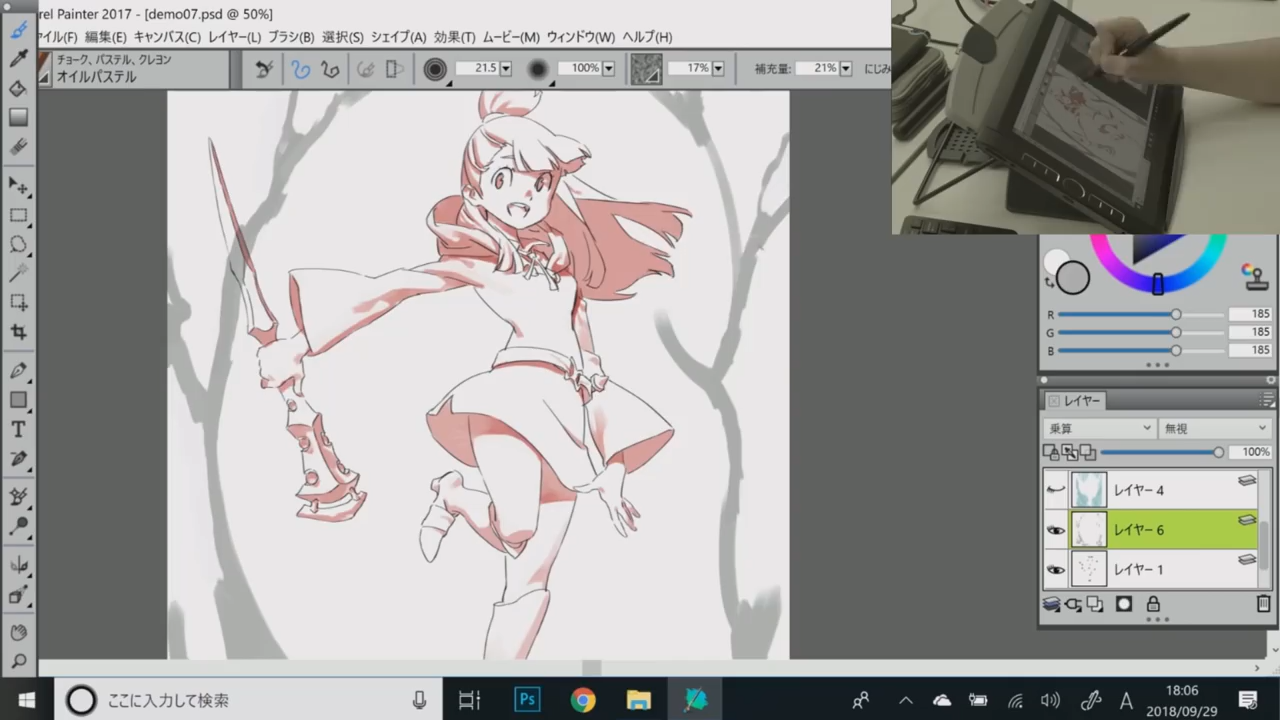 rel Painter 2017 - [demo07.psd @ 50%]
ァイル(F) 編集(E) キャンバス(C) レイヤー(L) ブラシ(B) 選択(S) シェイプ(A) 効果(T) ムービー(M) ウィンドウ(W) ヘルプ(H)
チョーク、パステル、クレヨン
オイルパステル
21.5
100%
17%
補充量: 21%
にじみ
R 185
G 185
B 185
レイヤー
乗算
無視
100%
レイヤー 4
レイヤー 6
レイヤー 1
T
ここに入力して検索
Ps
A
18:06
2018/09/29